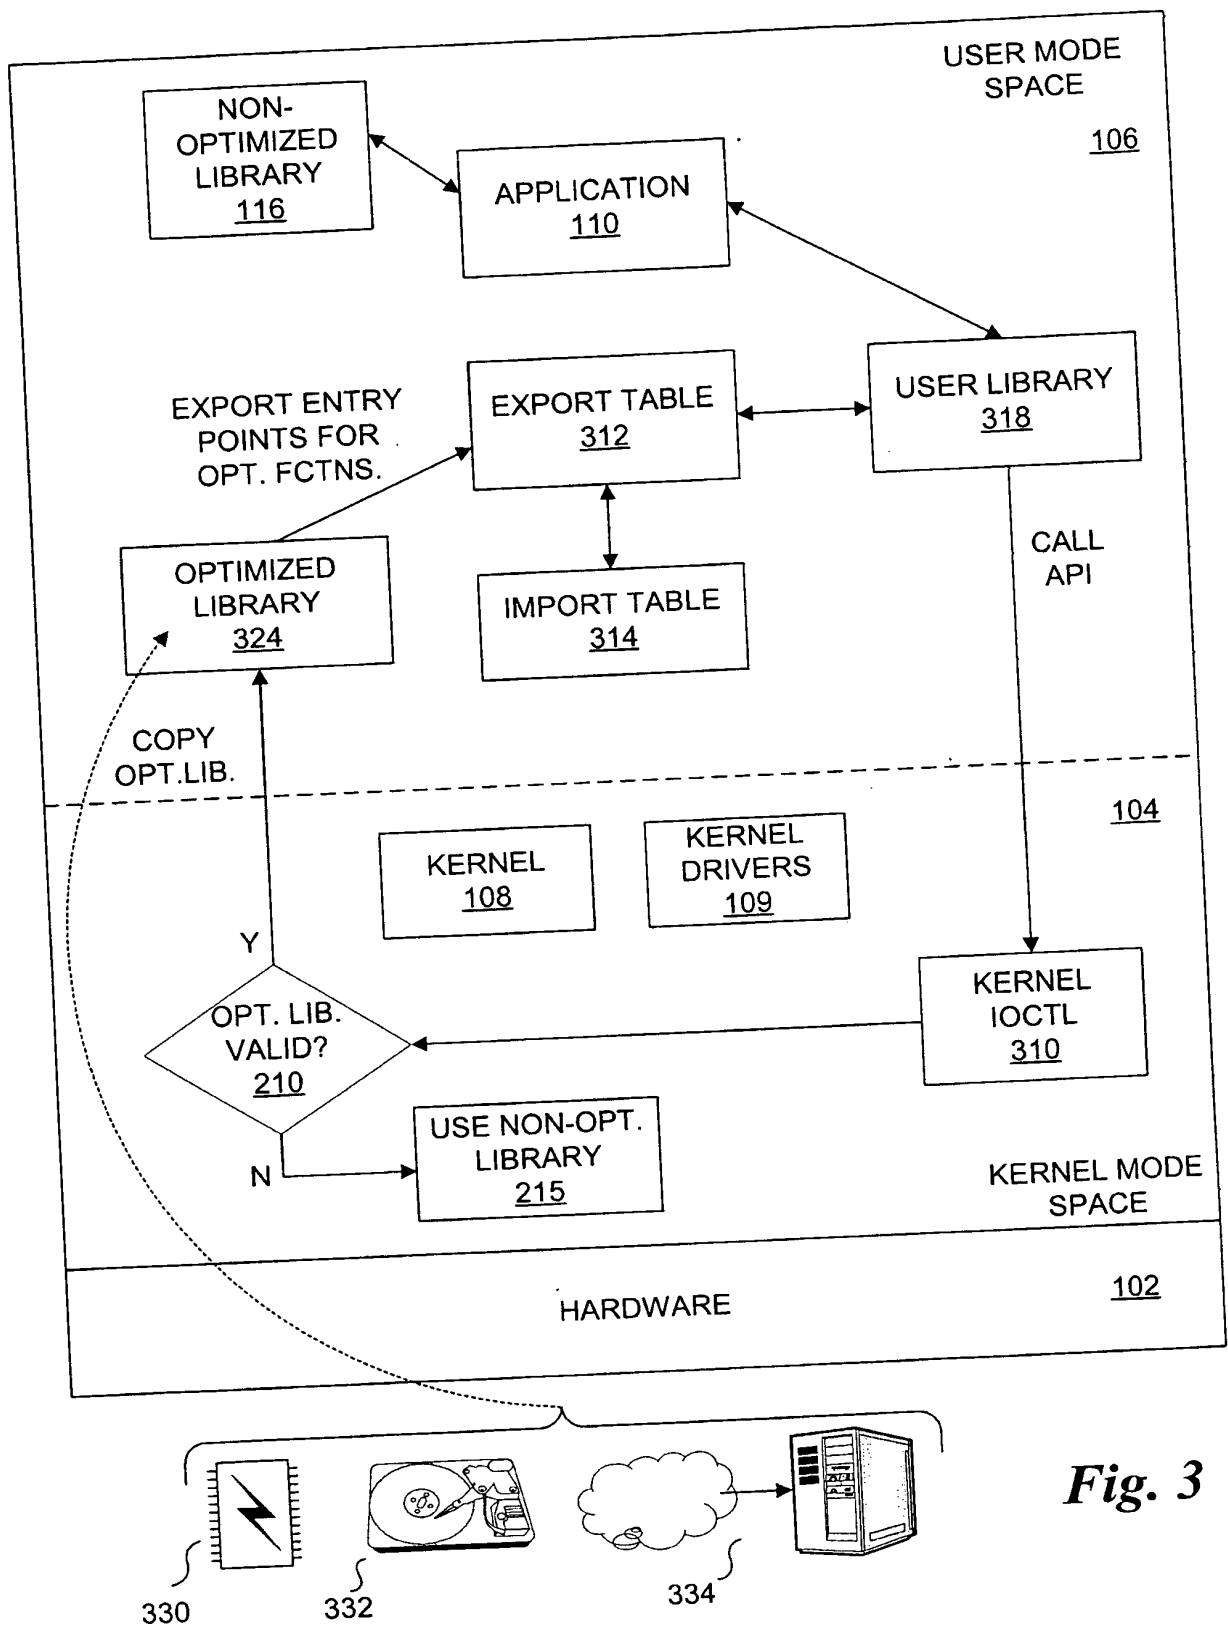 USER MODE
SPACE
106
NON-
OPTIMIZED
LIBRARY
116
APPLICATION
110
EXPORT ENTRY
POINTS FOR
OPT. FCTNS.
EXPORT TABLE
312
USER LIBRARY
318
OPTIMIZED
LIBRARY
324
IMPORT TABLE
314
CALL
API
COPY
OPT.LIB.
104
KERNEL
108
KERNEL
DRIVERS
109
Y
OPT. LIB.
VALID?
210
KERNEL
IOCTL
310
N
USE NON-OPT.
LIBRARY
215
KERNEL MODE
SPACE
HARDWARE
102
330
332
334
Fig. 3